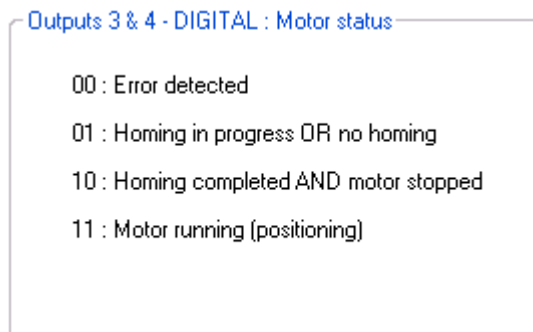 Outputs 3 & 4 - DIGITAL : Motor status
00 : Error detected
01 : Homing in progress OR no homing
10 : Homing completed AND motor stopped
11 : Motor running (positioning)